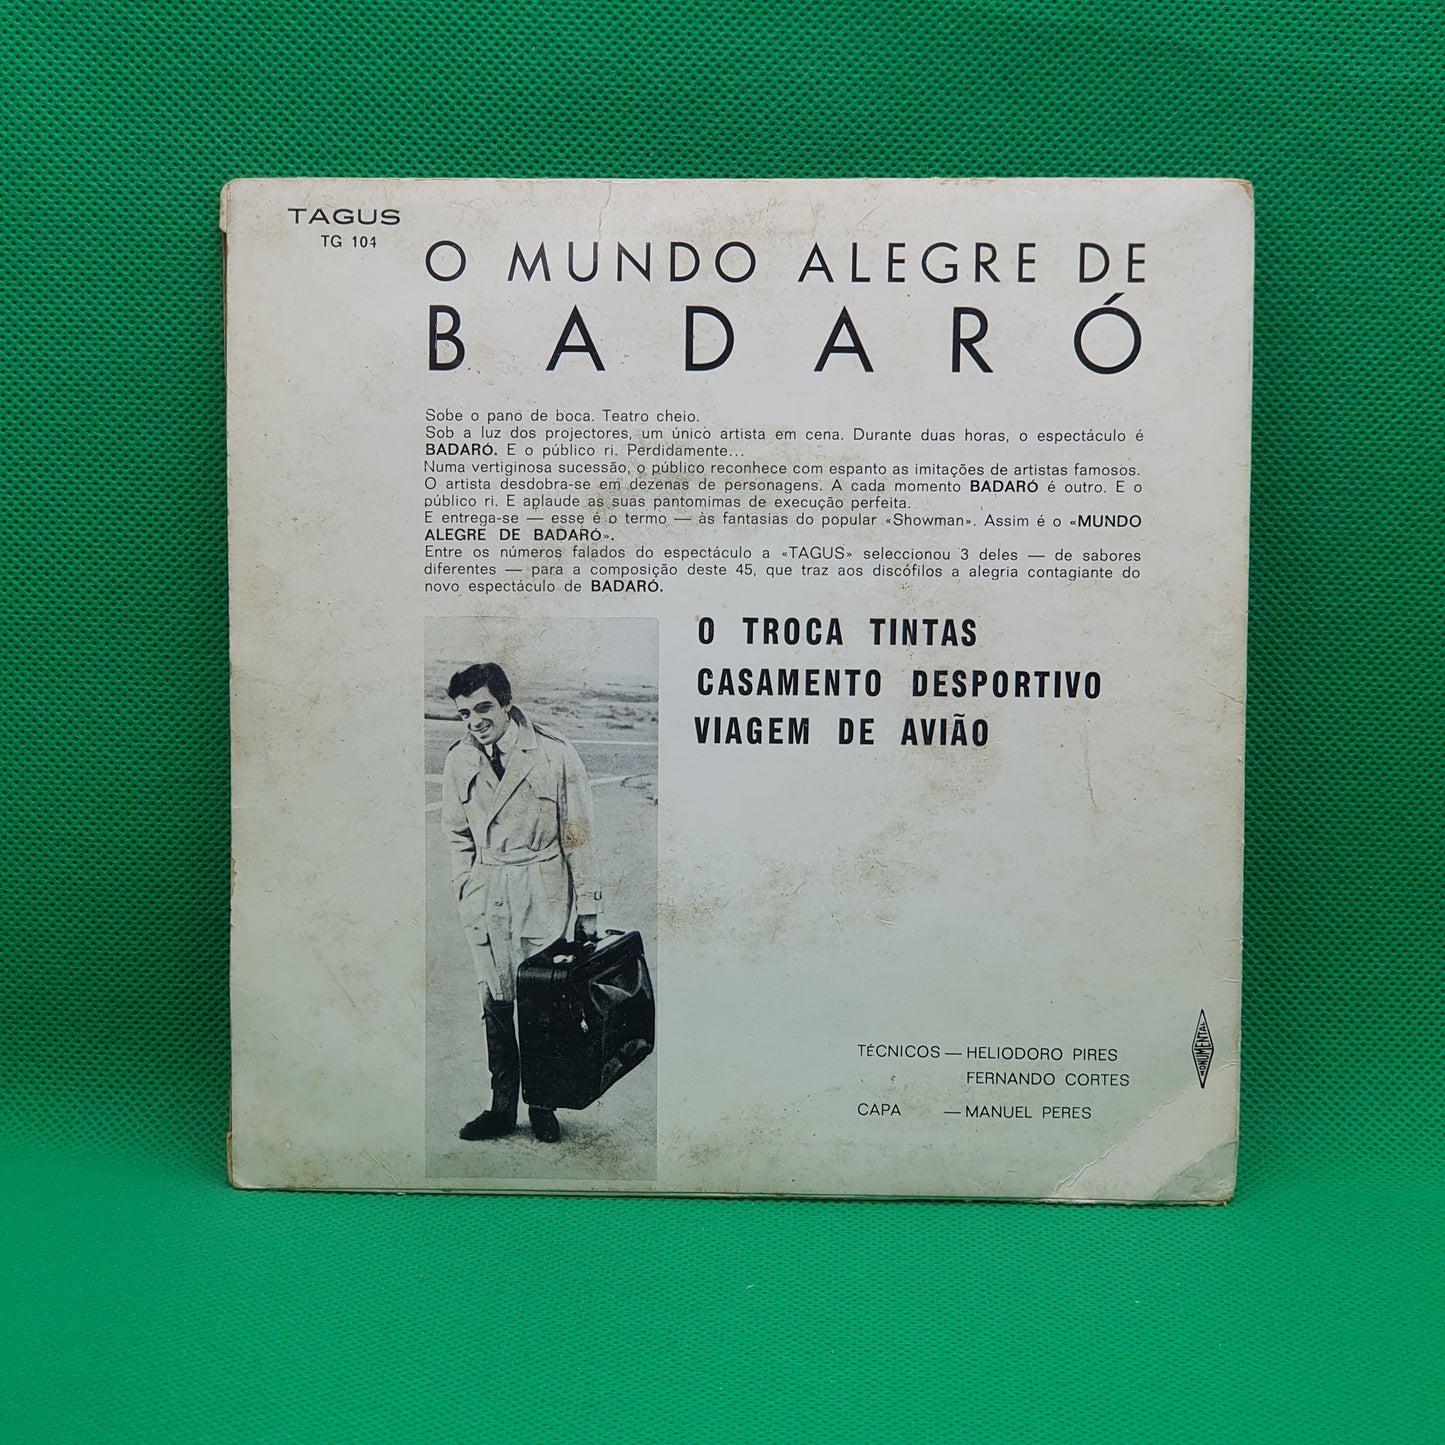 TAGUS
TG 104
O MUNDO ALEGRE DE
BADARÓ
Sobe o pano de boca. Teatro cheio.
Sob a luz dos projectores, um único artista em cena. Durante duas horas, o espectáculo é
BADARÓ. E o público ri. Perdidamente...
Numa vertiginosa sucessão, o público reconhece com espanto as imitações de artistas famosos.
O artista desdobra-se em dezenas de personagens. A cada momento BADARÓ é outro. E o
público ri. E aplaude as suas pantomimas de execução perfeita.
E entrega-se — esse é o termo — às fantasias do popular «Showman». Assim é o «MUNDO
ALEGRE DE BADARÓ».
Entre os números falados do espectáculo a «TAGUS» seleccionou 3 deles — de sabores
diferentes — para a composição deste 45, que traz aos discófilos a alegria contagiante do
novo espectáculo de BADARÓ.
O TROCA TINTAS
CASAMENTO DESPORTIVO
VIAGEM DE AVIÃO
TÉCNICOS — HELIODORO PIRES
FERNANDO CORTES
CAPA — MANUEL PERES
MONUMENTAL